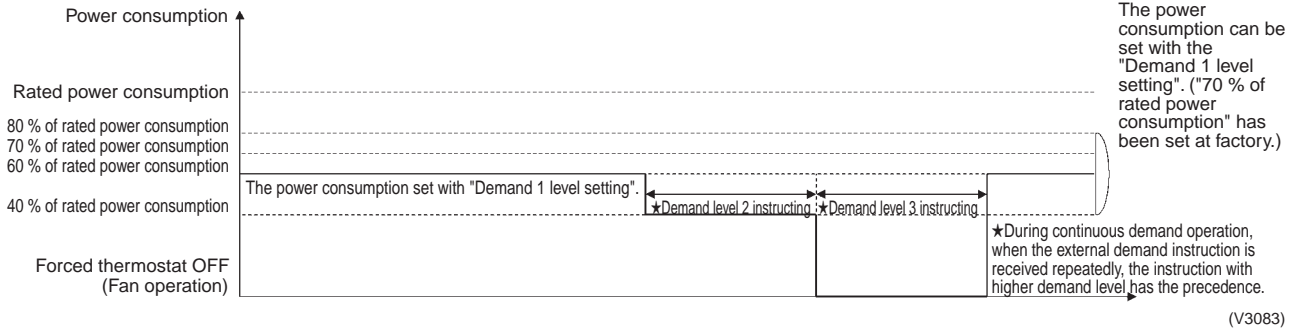 Power consumption
Rated power consumption
80 % of rated power consumption
70 % of rated power consumption
60 % of rated power consumption
40 % of rated power consumption
Forced thermostat OFF
(Fan operation)
The power consumption set with "Demand 1 level setting".
★Demand level 2 instructing
★Demand level 3 instructing
The power
consumption can be
set with the
"Demand 1 level
setting". ("70 % of
rated power
consumption" has
been set at factory.)
★During continuous demand operation,
when the external demand instruction is
received repeatedly, the instruction with
higher demand level has the precedence.
(V3083)